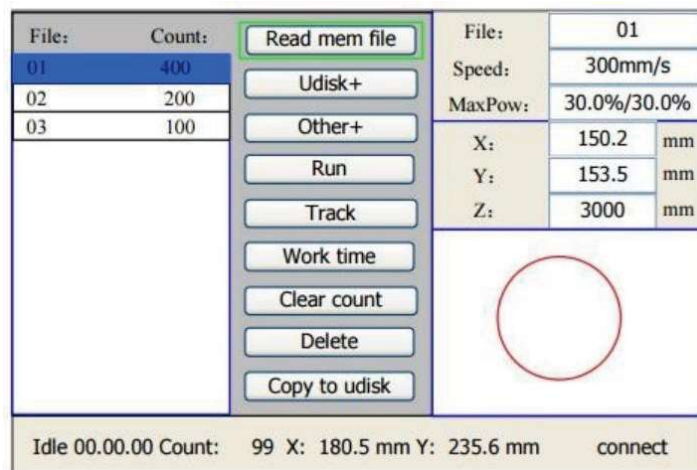 File: Count:
01 400
02 200
03 100
Read mem file
Udisk+
Other+
Run
Track
Work time
Clear count
Delete
Copy to udisk
File: 01
Speed: 300mm/s
MaxPow: 30.0%/30.0%
X: 150.2 mm
Y: 153.5 mm
Z: 3000 mm
Idle 00.00.00 Count: 99 X: 180.5 mm Y: 235.6 mm connect